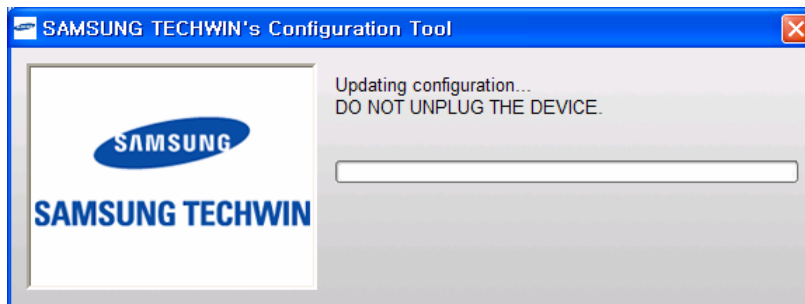 SAMSUNG TECHWIN's Configuration Tool
Updating configuration...
DO NOT UNPLUG THE DEVICE.
SAMSUNG
SAMSUNG TECHWIN